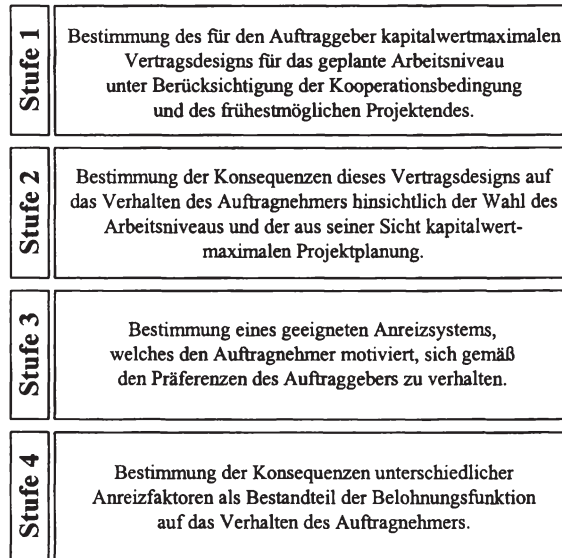 Stufe 1
Bestimmung des für den Auftraggeber kapitalwertmaximalen
Vertragsdesigns für das geplante Arbeitsniveau
unter Berücksichtigung der Kooperationsbedingung
und des frühestmöglichen Projektendes.
Stufe 2
Bestimmung der Konsequenzen dieses Vertragsdesigns auf
das Verhalten des Auftragnehmers hinsichtlich der Wahl des
Arbeitsniveaus und der aus seiner Sicht kapitalwert-
maximalen Projektplanung.
Stufe 3
Bestimmung eines geeigneten Anreizsystems,
welches den Auftragnehmer motiviert, sich gemäß
den Präferenzen des Auftraggebers zu verhalten.
Stufe 4
Bestimmung der Konsequenzen unterschiedlicher
Anreizfaktoren als Bestandteil der Belohnungsfunktion
auf das Verhalten des Auftragnehmers.